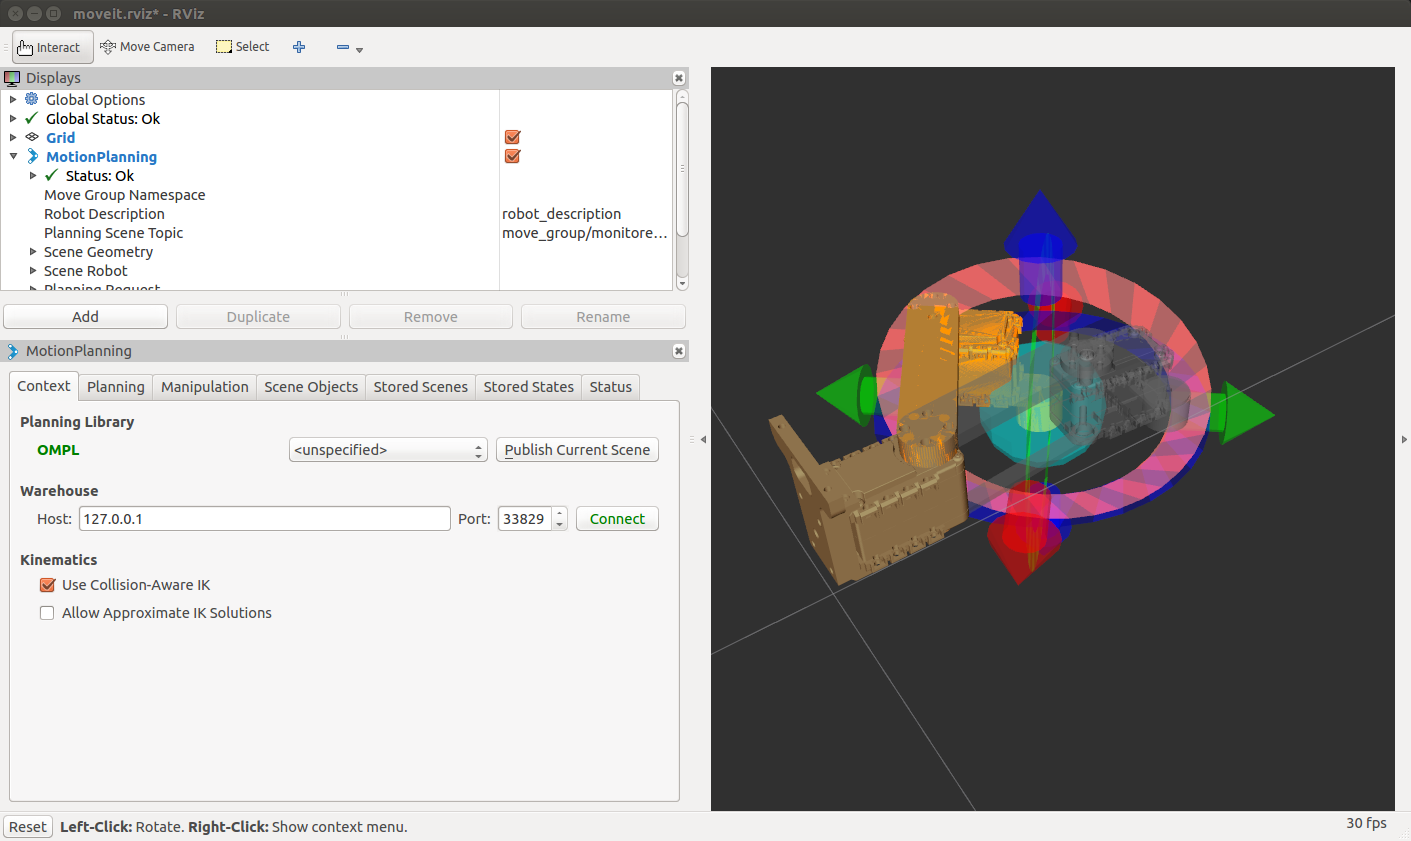 moveit.rviz* - RViz
Interact Move Camera Select
Displays
Global Options
Global Status: Ok
Grid
MotionPlanning
Status: Ok
Move Group Namespace
Robot Description robot_description
Planning Scene Topic move_group/monitore...
Scene Geometry
Scene Robot
Planning Request
Add Duplicate Remove Rename
MotionPlanning
Context Planning Manipulation Scene Objects Stored Scenes Stored States Status
Planning Library
OMPL <unspecified> Publish Current Scene
Warehouse
Host: 127.0.0.1 Port: 33829 Connect
Kinematics
Use Collision-Aware IK
Allow Approximate IK Solutions
Reset Left-Click: Rotate. Right-Click: Show context menu. 30 fps